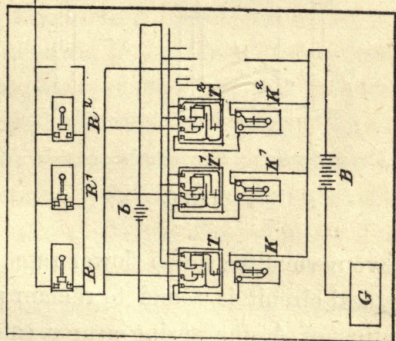 R R¹ R²
b
T T¹ T²
K K¹ K²
B
G